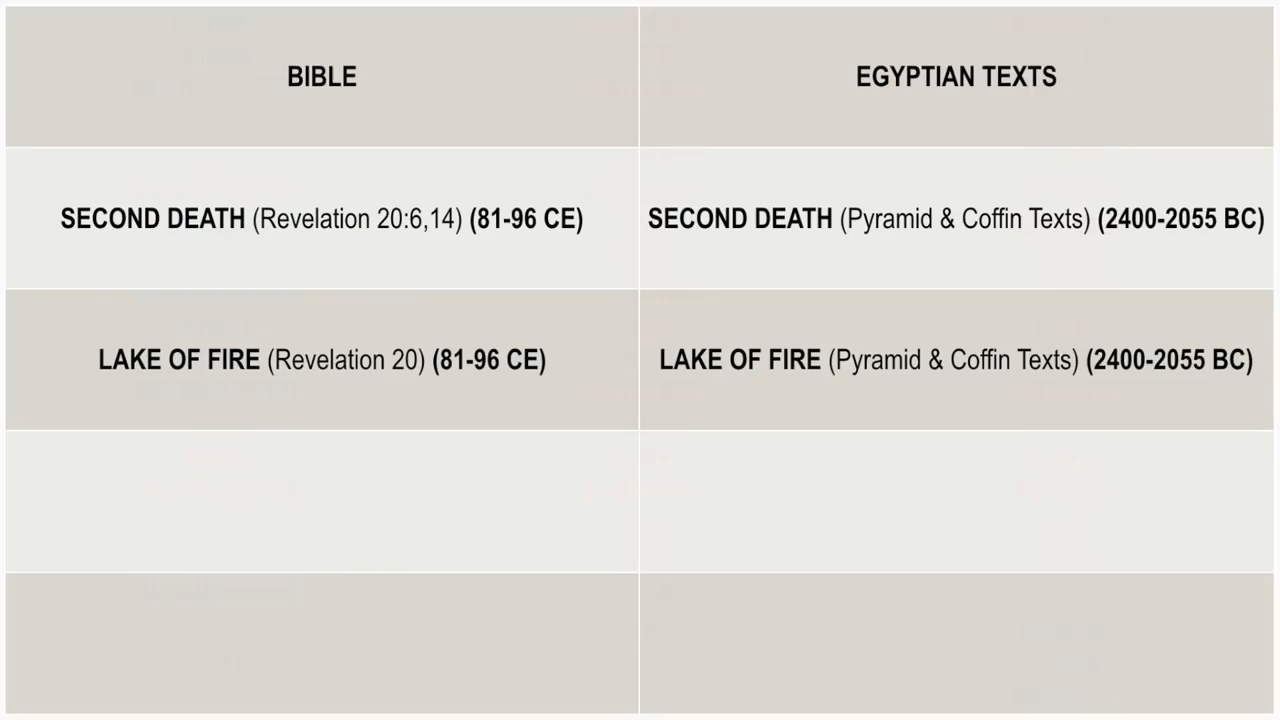 BIBLE
EGYPTIAN TEXTS
SECOND DEATH (Revelation 20:6,14) (81-96 CE)
SECOND DEATH (Pyramid & Coffin Texts) (2400-2055 BC)
LAKE OF FIRE (Revelation 20) (81-96 CE)
LAKE OF FIRE (Pyramid & Coffin Texts) (2400-2055 BC)